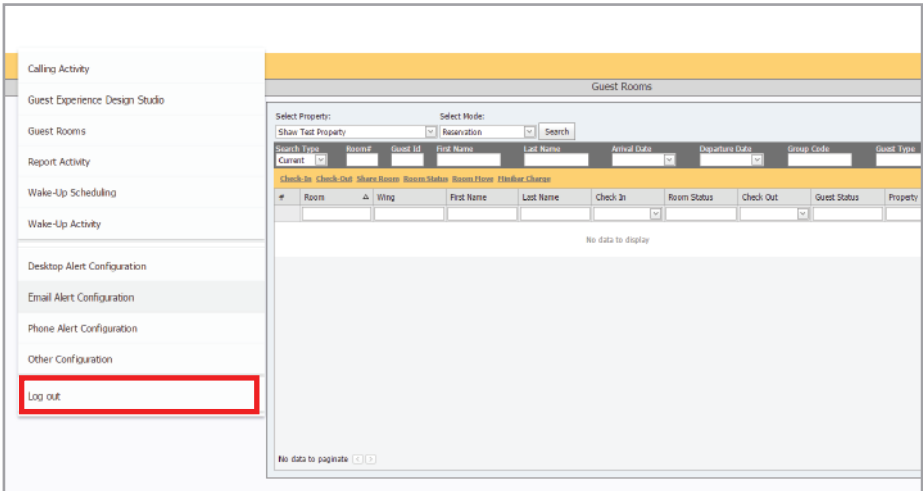 Calling Activity
Guest Experience Design Studio
Guest Rooms
Report Activity
Wake-Up Scheduling
Wake-Up Activity
Desktop Alert Configuration
Email Alert Configuration
Phone Alert Configuration
Other Configuration
Log out
Guest Rooms
Select Property: Select Mode:
Shaw Test Property Reservation Search
Search Type Room# Guest Id First Name Last Name Arrival Date Departure Date Group Code Guest Type
Current
Check-In Check-Out Share Room Room Status Room Move Minibar Charge
# Room Wing First Name Last Name Check In Room Status Check Out Guest Status Property
No data to display
No data to paginate < >